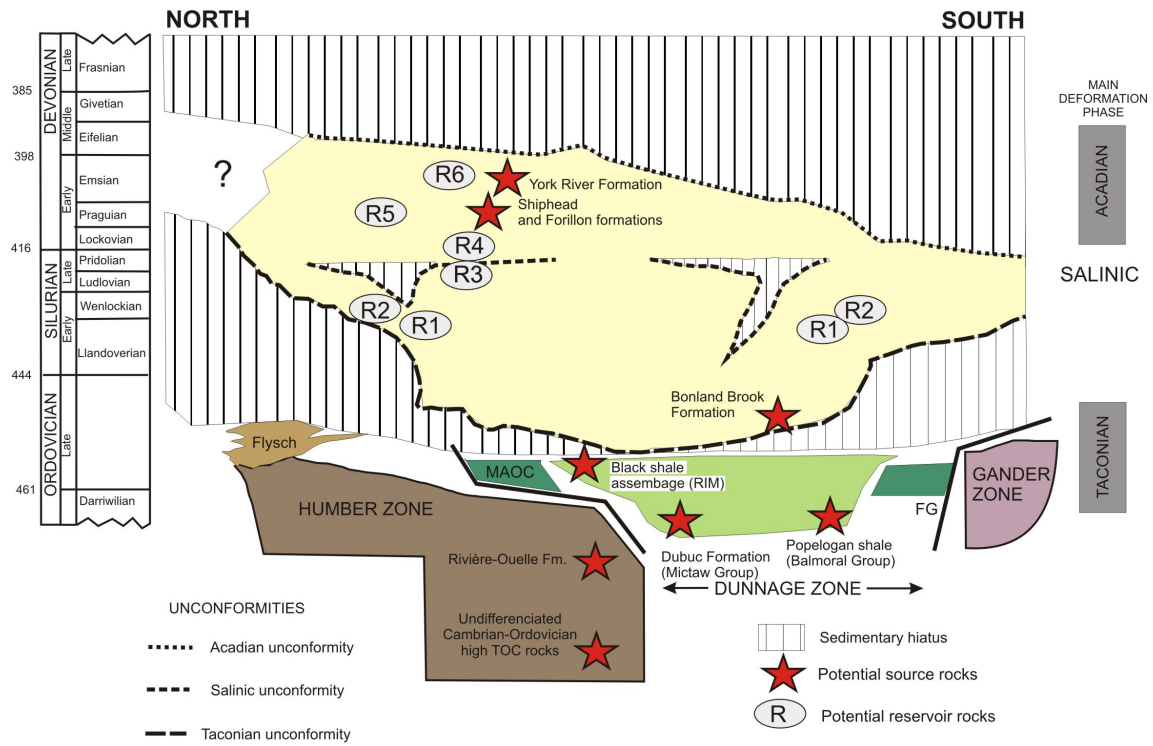 NORTH
SOUTH
DEVONIAN
Late
Frasnian
385
Middle
Givetian
Eifelian
398
Early
Emsian
Praguian
Lockovian
416
SILURIAN
Late
Pridolian
Ludlovian
Early
Wenlockian
Llandoverian
444
ORDOVICIAN
Late
461
Darriwilian
?
R6
York River Formation
R5
Shiphead
and Forillon formations
R4
R3
R2
R1
R2
R1
Bonland Brook
Formation
MAIN
DEFORMATION
PHASE
ACADIAN
SALINIC
TACONIAN
Flysch
MAOC
Black shale
assembage (RIM)
FG
GANDER
ZONE
HUMBER ZONE
Rivière-Ouelle Fm.
Undifferenciated
Cambrian-Ordovician
high TOC rocks
Dubuc Formation
(Mictaw Group)
Popelogan shale
(Balmoral Group)
DUNNAGE ZONE
UNCONFORMITIES
Acadian unconformity
Salinic unconformity
Taconian unconformity
Sedimentary hiatus
Potential source rocks
R
Potential reservoir rocks